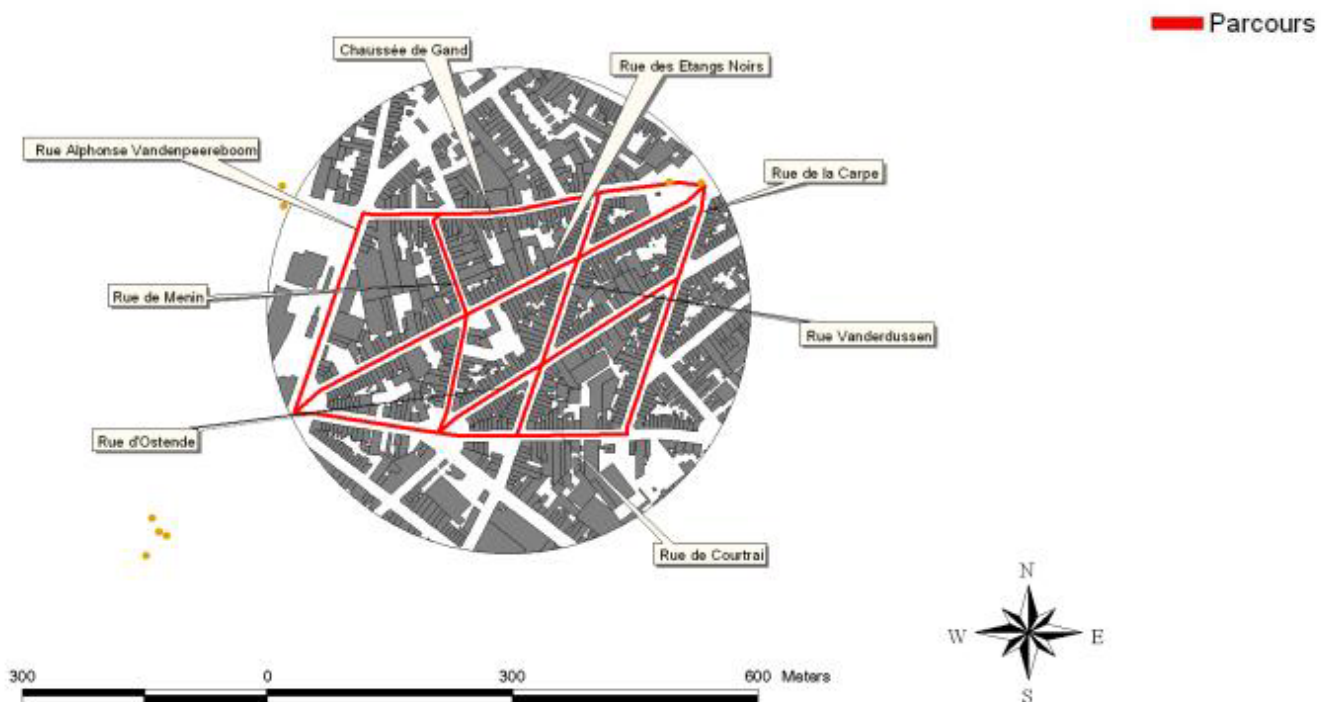 Parcours
Chaussée de Gand
Rue des Etangs Noirs
Rue Alphonse Vandenpeereboom
Rue de la Carpe
Rue de Menin
Rue Vanderdussen
Rue d'Ostende
Rue de Courtrai
N
W E
S
300 0 300 600 Meters